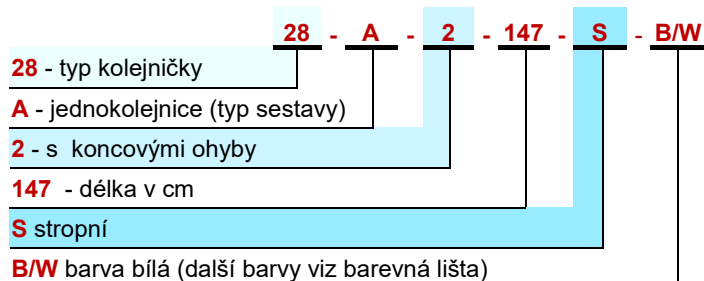 28 - A - 2 - 147 - S - B/W
28 - typ kolejničky
A - jednokolejnice (typ sestavy)
2 - s koncovými ohyby
147 - délka v cm
S stropní
B/W barva bílá (další barvy viz barevná lišta)